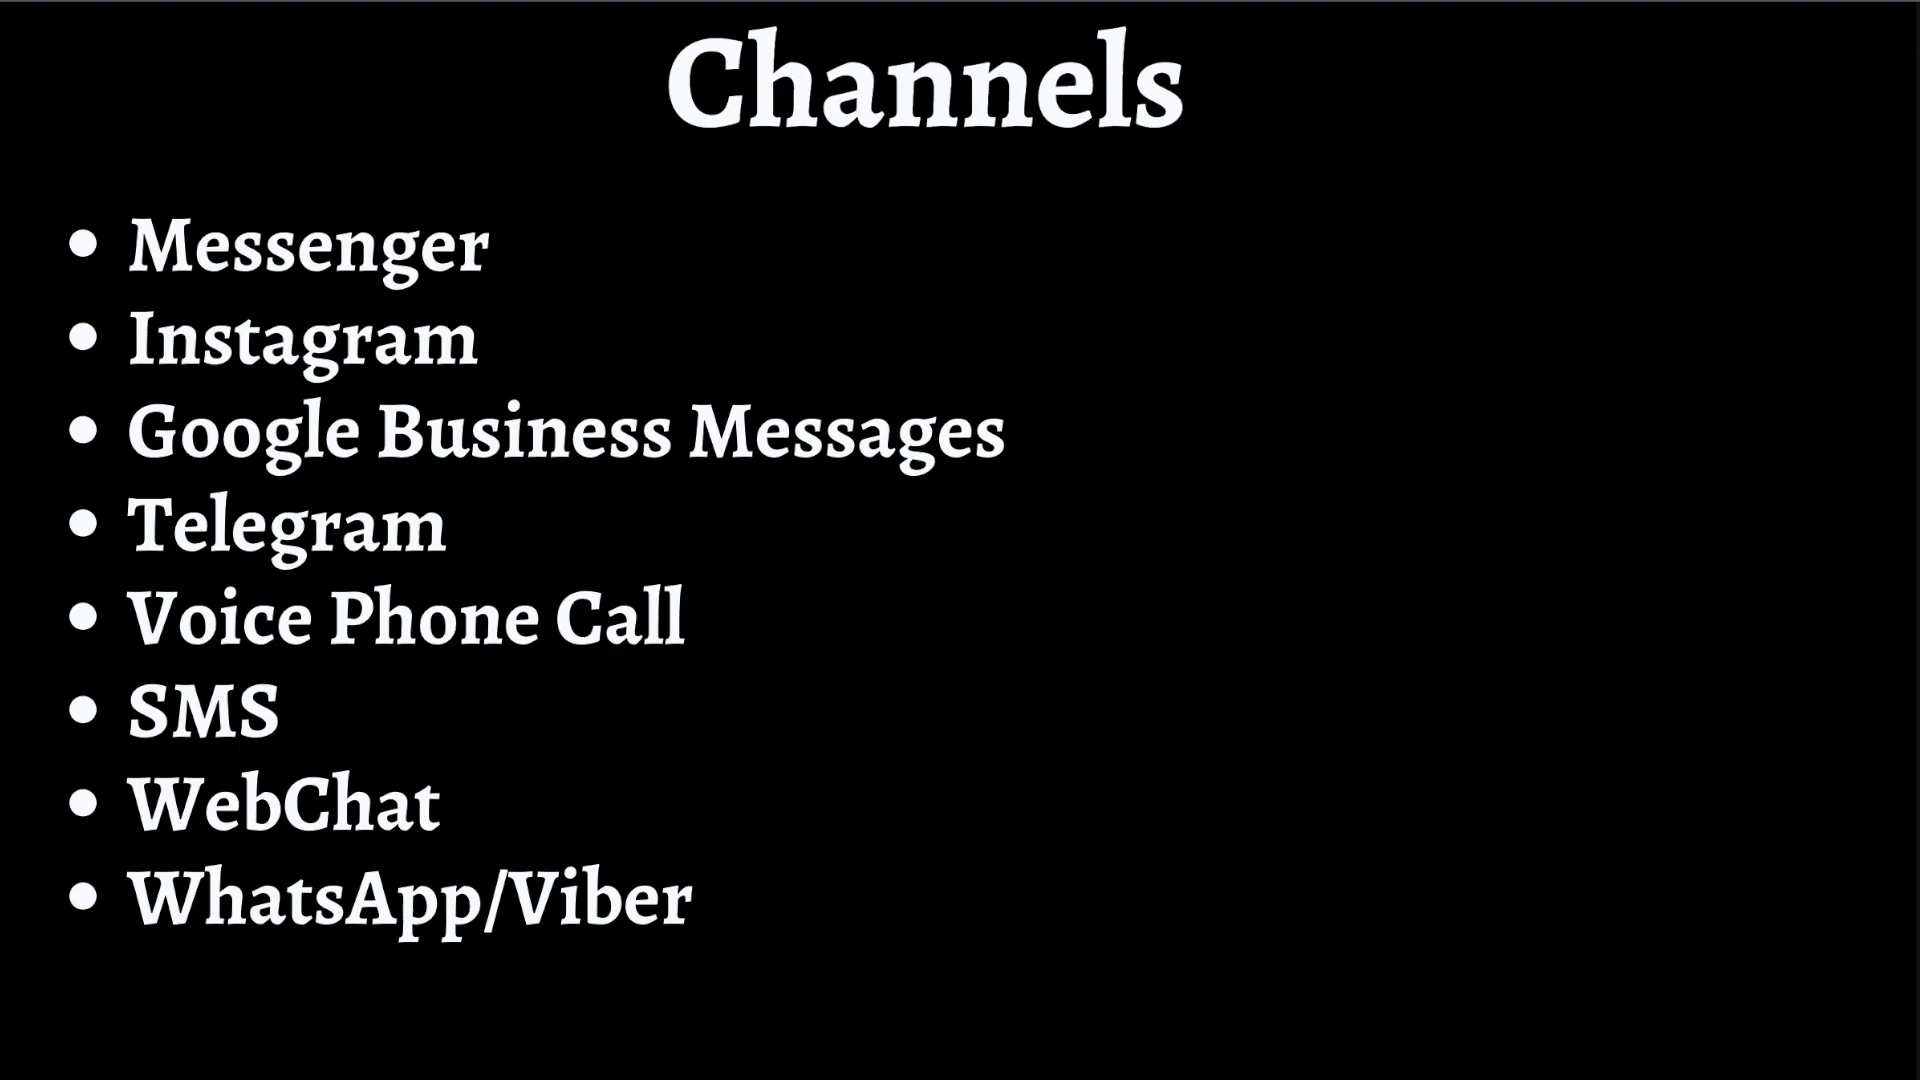 Channels
• Messenger
• Instagram
• Google Business Messages
• Telegram
• Voice Phone Call
• SMS
• WebChat
• WhatsApp/Viber